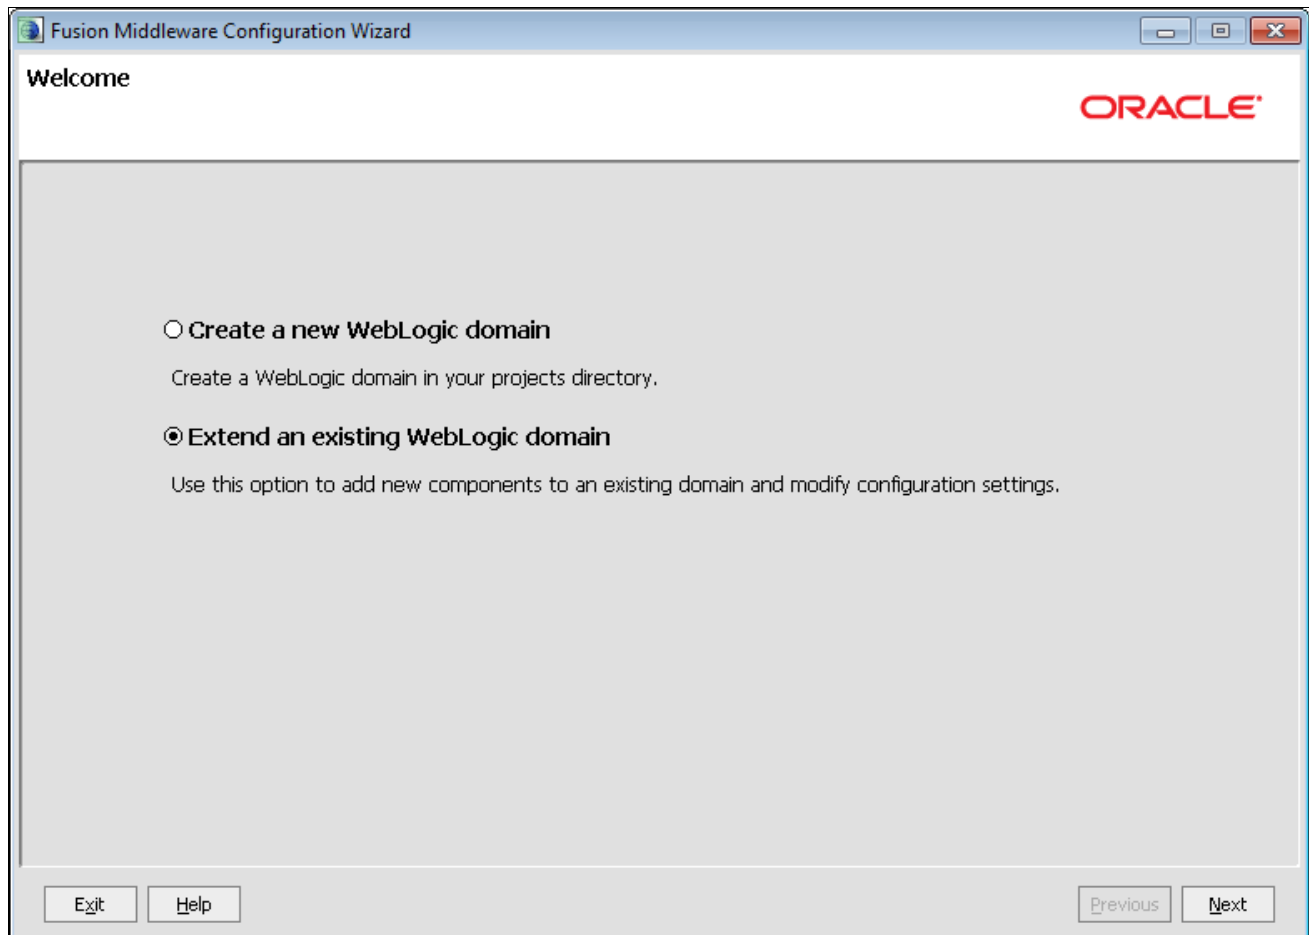 Fusion Middleware Configuration Wizard
Welcome
ORACLE
Create a new WebLogic domain
Create a WebLogic domain in your projects directory.
Extend an existing WebLogic domain
Use this option to add new components to an existing domain and modify configuration settings.
Exit Help Previous Next